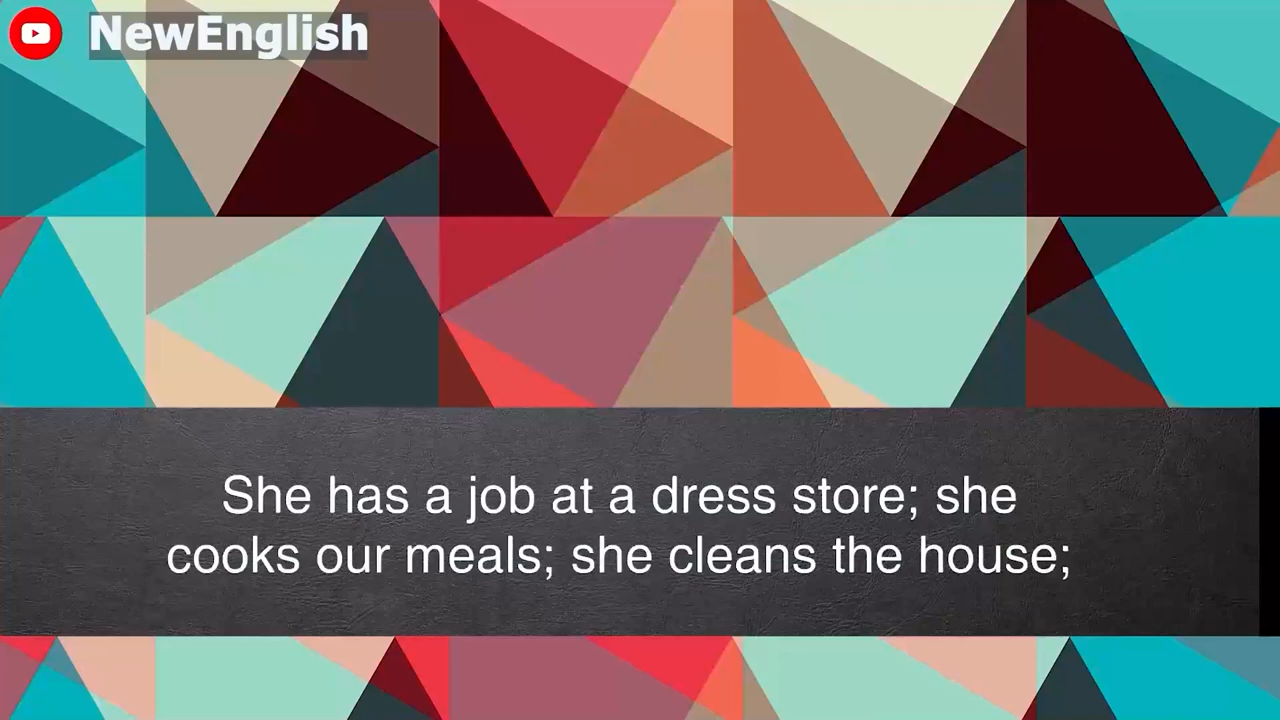 NewEnglish
She has a job at a dress store; she
cooks our meals; she cleans the house;